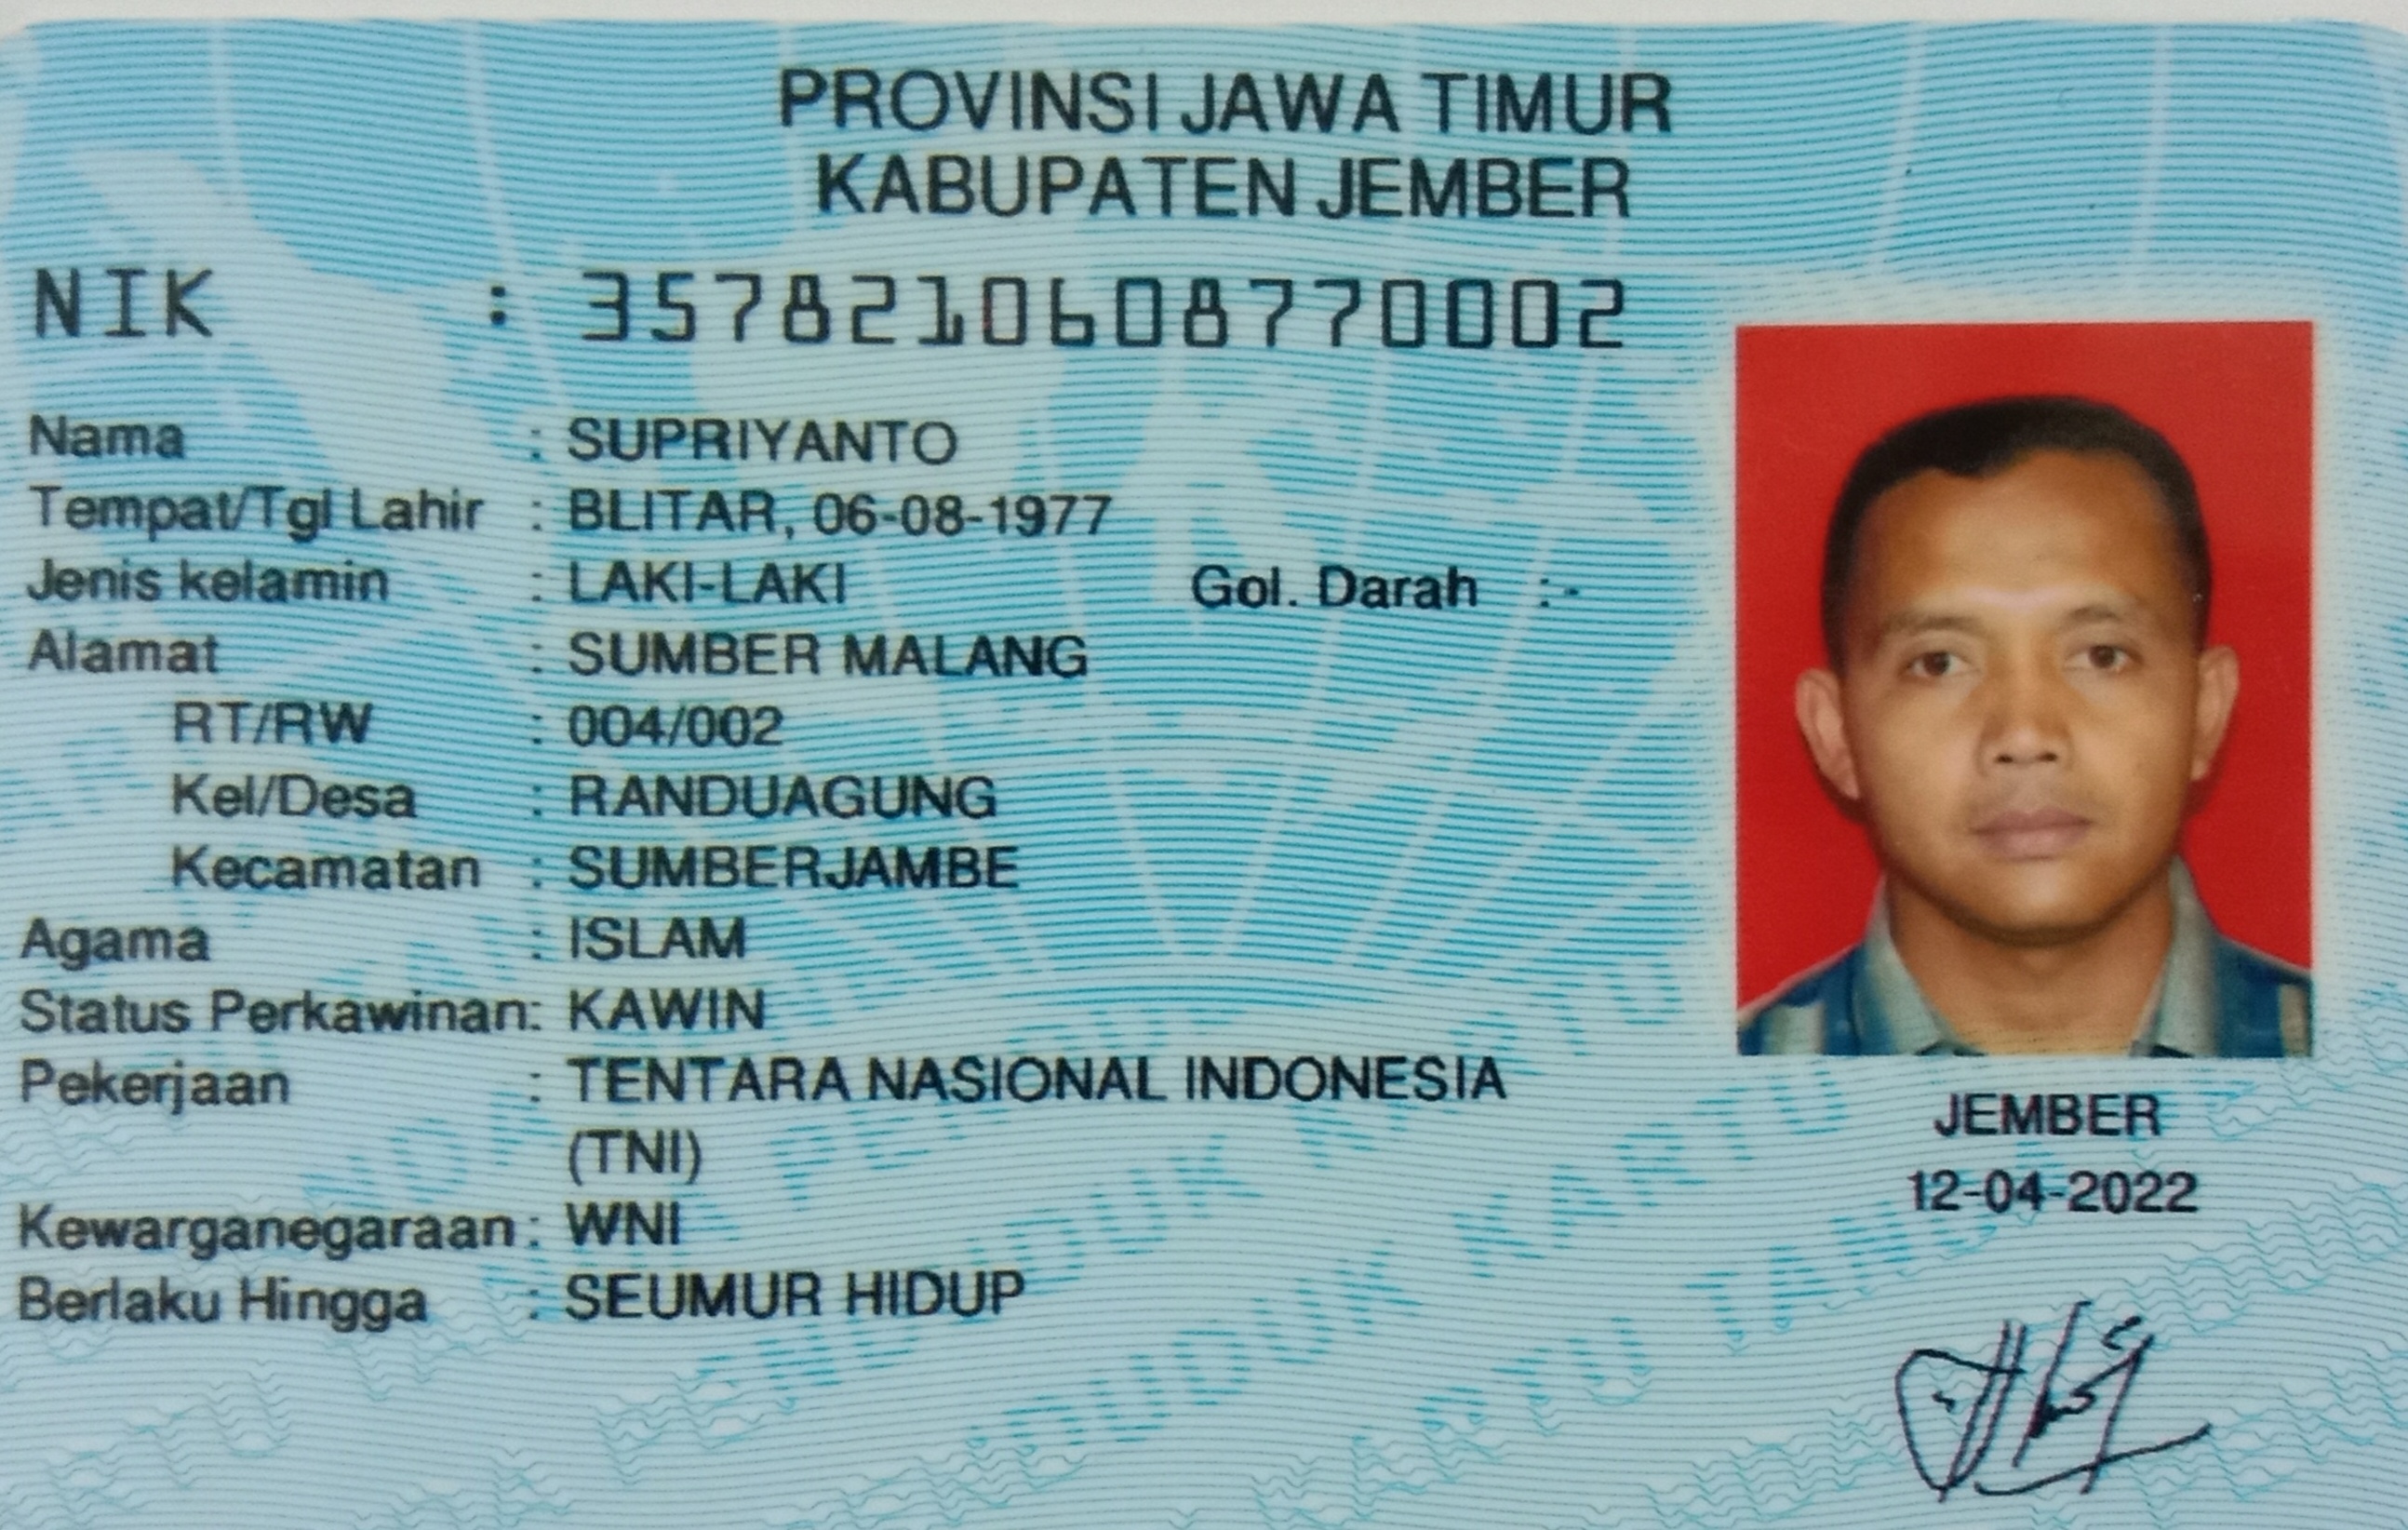 PROVINSI JAWA TIMUR
KABUPATEN JEMBER
NIK : 3578210608770002
Nama : SUPRIYANTO
Tempat/Tgl Lahir : BLITAR, 06-08-1977
Jenis kelamin : LAKI-LAKI Gol. Darah :-
Alamat : SUMBER MALANG
RT/RW : 004/002
Kel/Desa : RANDUAGUNG
Kecamatan : SUMBERJAMBE
Agama : ISLAM
Status Perkawinan: KAWIN
Pekerjaan : TENTARA NASIONAL INDONESIA
(TNI)
Kewarganegaraan: WNI
Berlaku Hingga : SEUMUR HIDUP
JEMBER
12-04-2022